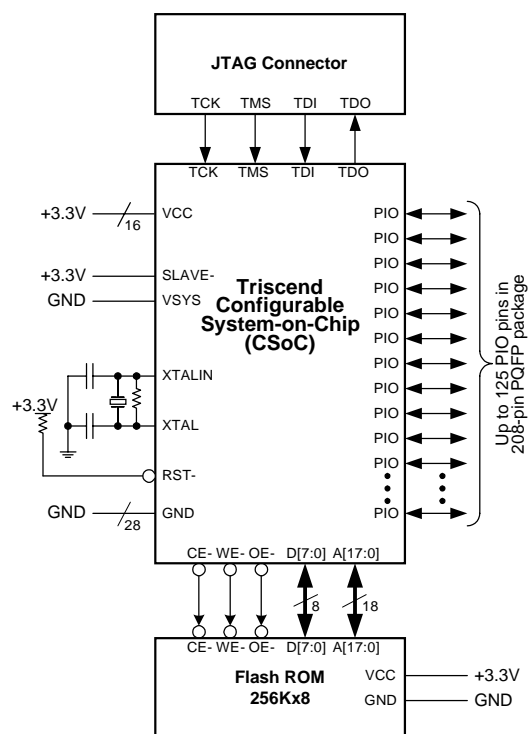 JTAG Connector
TCK TMS TDI TDO
TCK TMS TDI TDO
+3.3V 16 VCC PIO
PIO
+3.3V SLAVE- PIO
GND VSYS PIO
Triscend
Configurable
System-on-Chip
(CSoC)
PIO
PIO
XTALIN PIO
+3.3V PIO
XTAL PIO
PIO
RST- PIO
GND 28 GND PIO
Up to 125 PIO pins in
208-pin PQFP package
CE- WE- OE- D[7:0] A[17:0]
8 18
CE- WE- OE- D[7:0] A[17:0]
Flash ROM
256Kx8
VCC +3.3V
GND GND